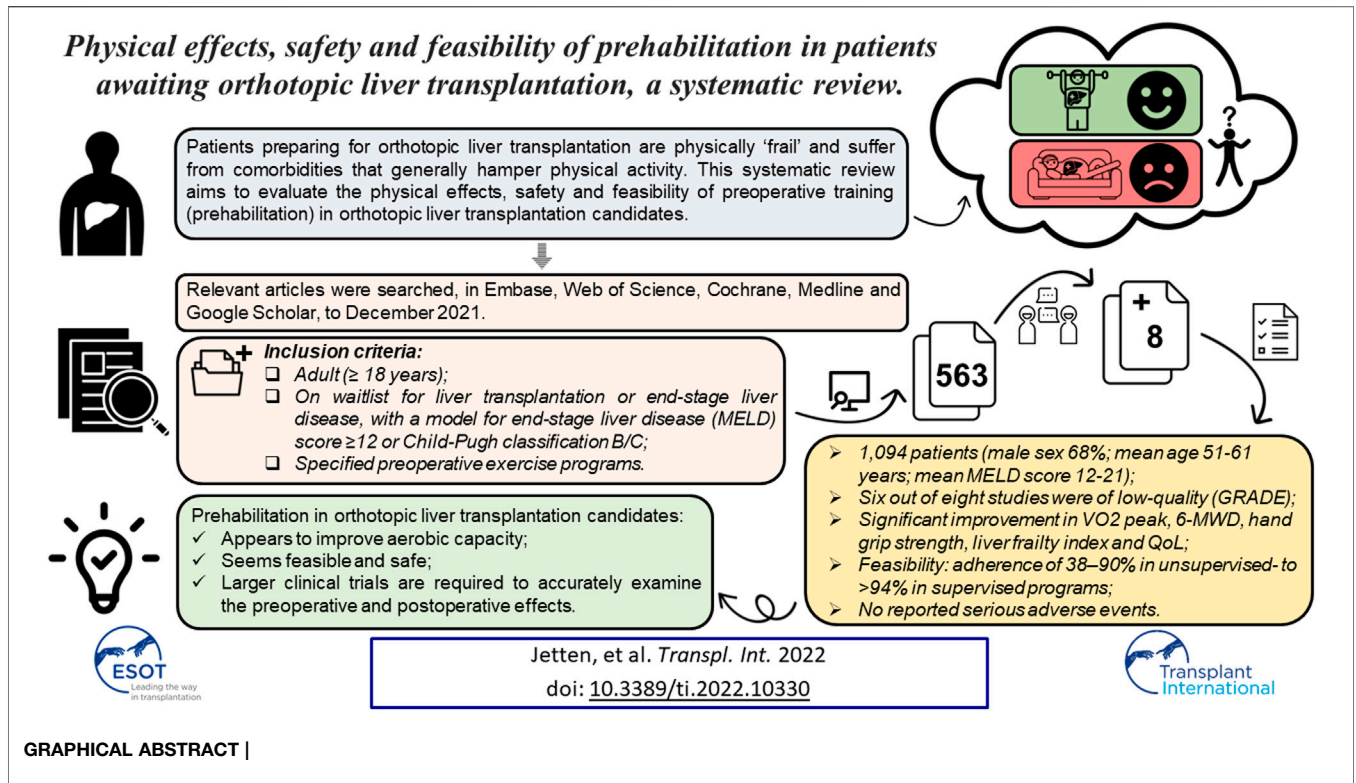 Physical effects, safety and feasibility of prehabilitation in patients
awaiting orthotopic liver transplantation, a systematic review.
?
Patients preparing for orthotopic liver transplantation are physically ‘frail’ and suffer
from comorbidities that generally hamper physical activity. This systematic review
aims to evaluate the physical effects, safety and feasibility of preoperative training
(prehabilitation) in orthotopic liver transplantation candidates.
Relevant articles were searched, in Embase, Web of Science, Cochrane, Medline and
Google Scholar, to December 2021.
+ Inclusion criteria:
❑ Adult (≥ 18 years);
❑ On waitlist for liver transplantation or end-stage liver
disease, with a model for end-stage liver disease (MELD)
score ≥12 or Child-Pugh classification B/C;
❑ Specified preoperative exercise programs.
563
+
8
➢ 1,094 patients (male sex 68%; mean age 51-61
years; mean MELD score 12-21);
➢ Six out of eight studies were of low-quality (GRADE);
➢ Significant improvement in VO2 peak, 6-MWD, hand
grip strength, liver frailty index and QoL;
➢ Feasibility: adherence of 38–90% in unsupervised- to
>94% in supervised programs;
➢ No reported serious adverse events.
Prehabilitation in orthotopic liver transplantation candidates:
✓ Appears to improve aerobic capacity;
✓ Seems feasible and safe;
✓ Larger clinical trials are required to accurately examine
the preoperative and postoperative effects.
ESOT
Leading the way
in transplantation
Jetten, et al. Transpl. Int. 2022
doi: 10.3389/ti.2022.10330
Transplant
International
GRAPHICAL ABSTRACT |